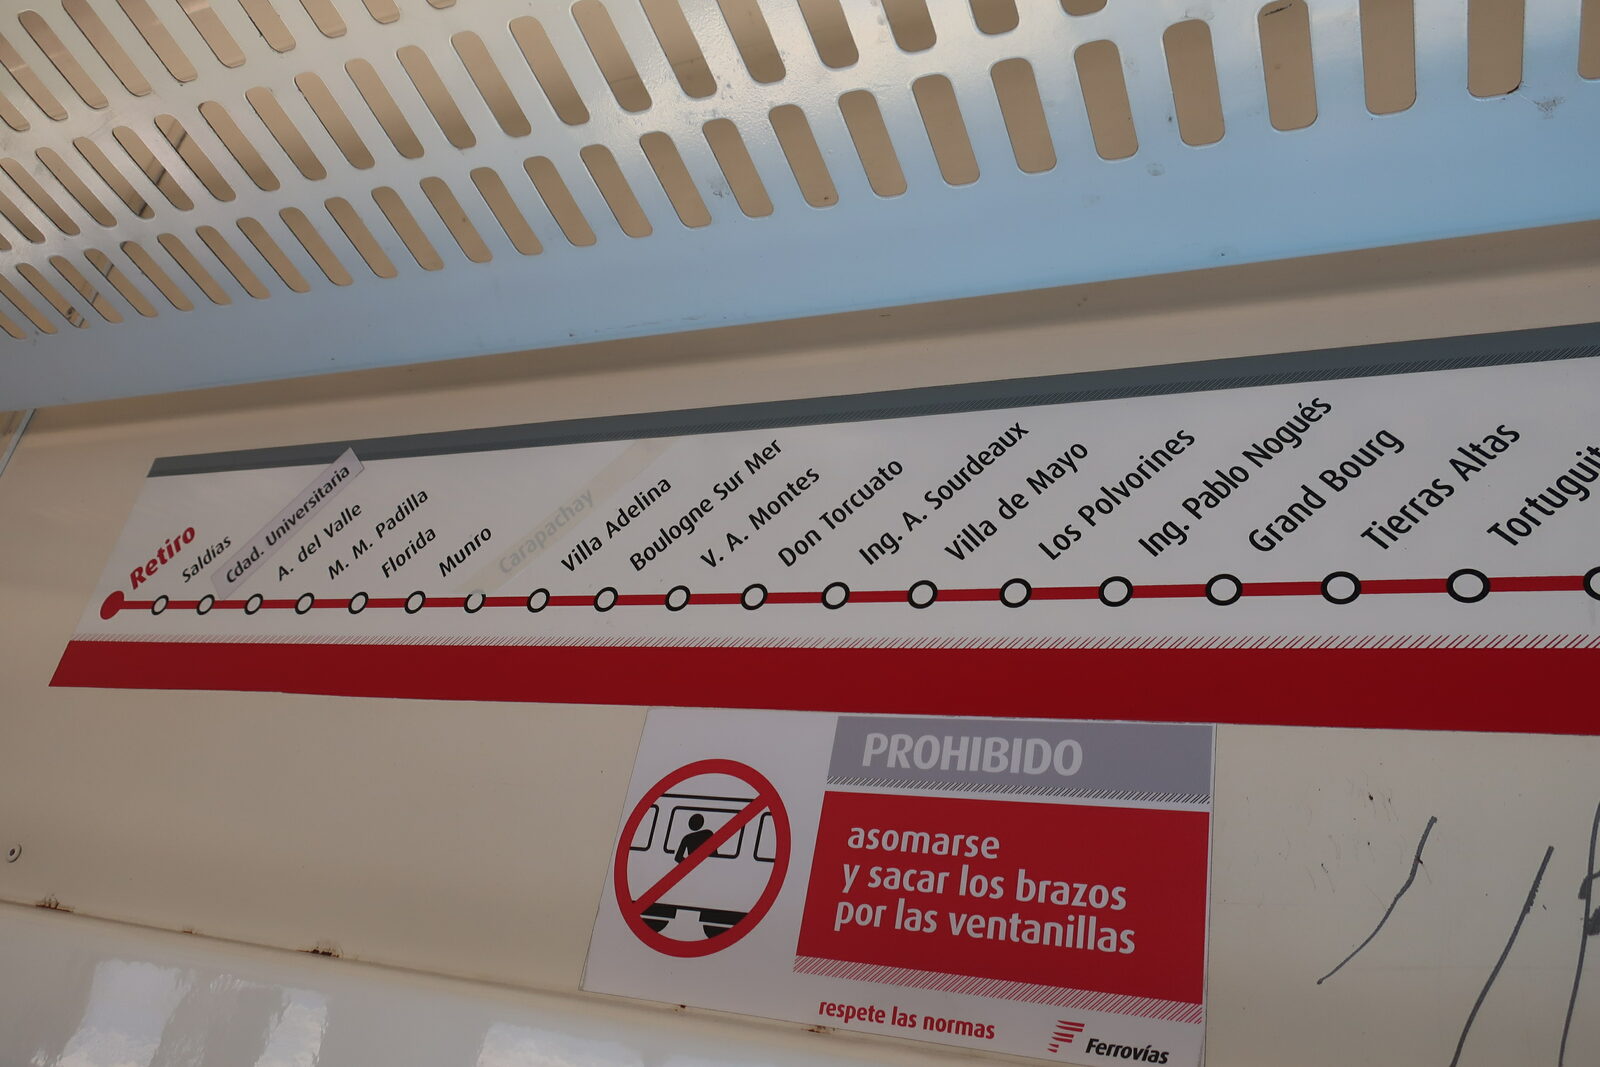 Retiro
Saldías
Cdad. Universitaria
A. del Valle
M. M. Padilla
Florida
Munro
Carapachay
Villa Adelina
Boulogne Sur Mer
V. A. Montes
Don Torcuato
Ing. A. Sourdeaux
Villa de Mayo
Los Polvorines
Ing. Pablo Nogués
Grand Bourg
Tierras Altas
Tortuguit
PROHIBIDO
asomarse
y sacar los brazos
por las ventanillas
respete las normas
Ferrovías